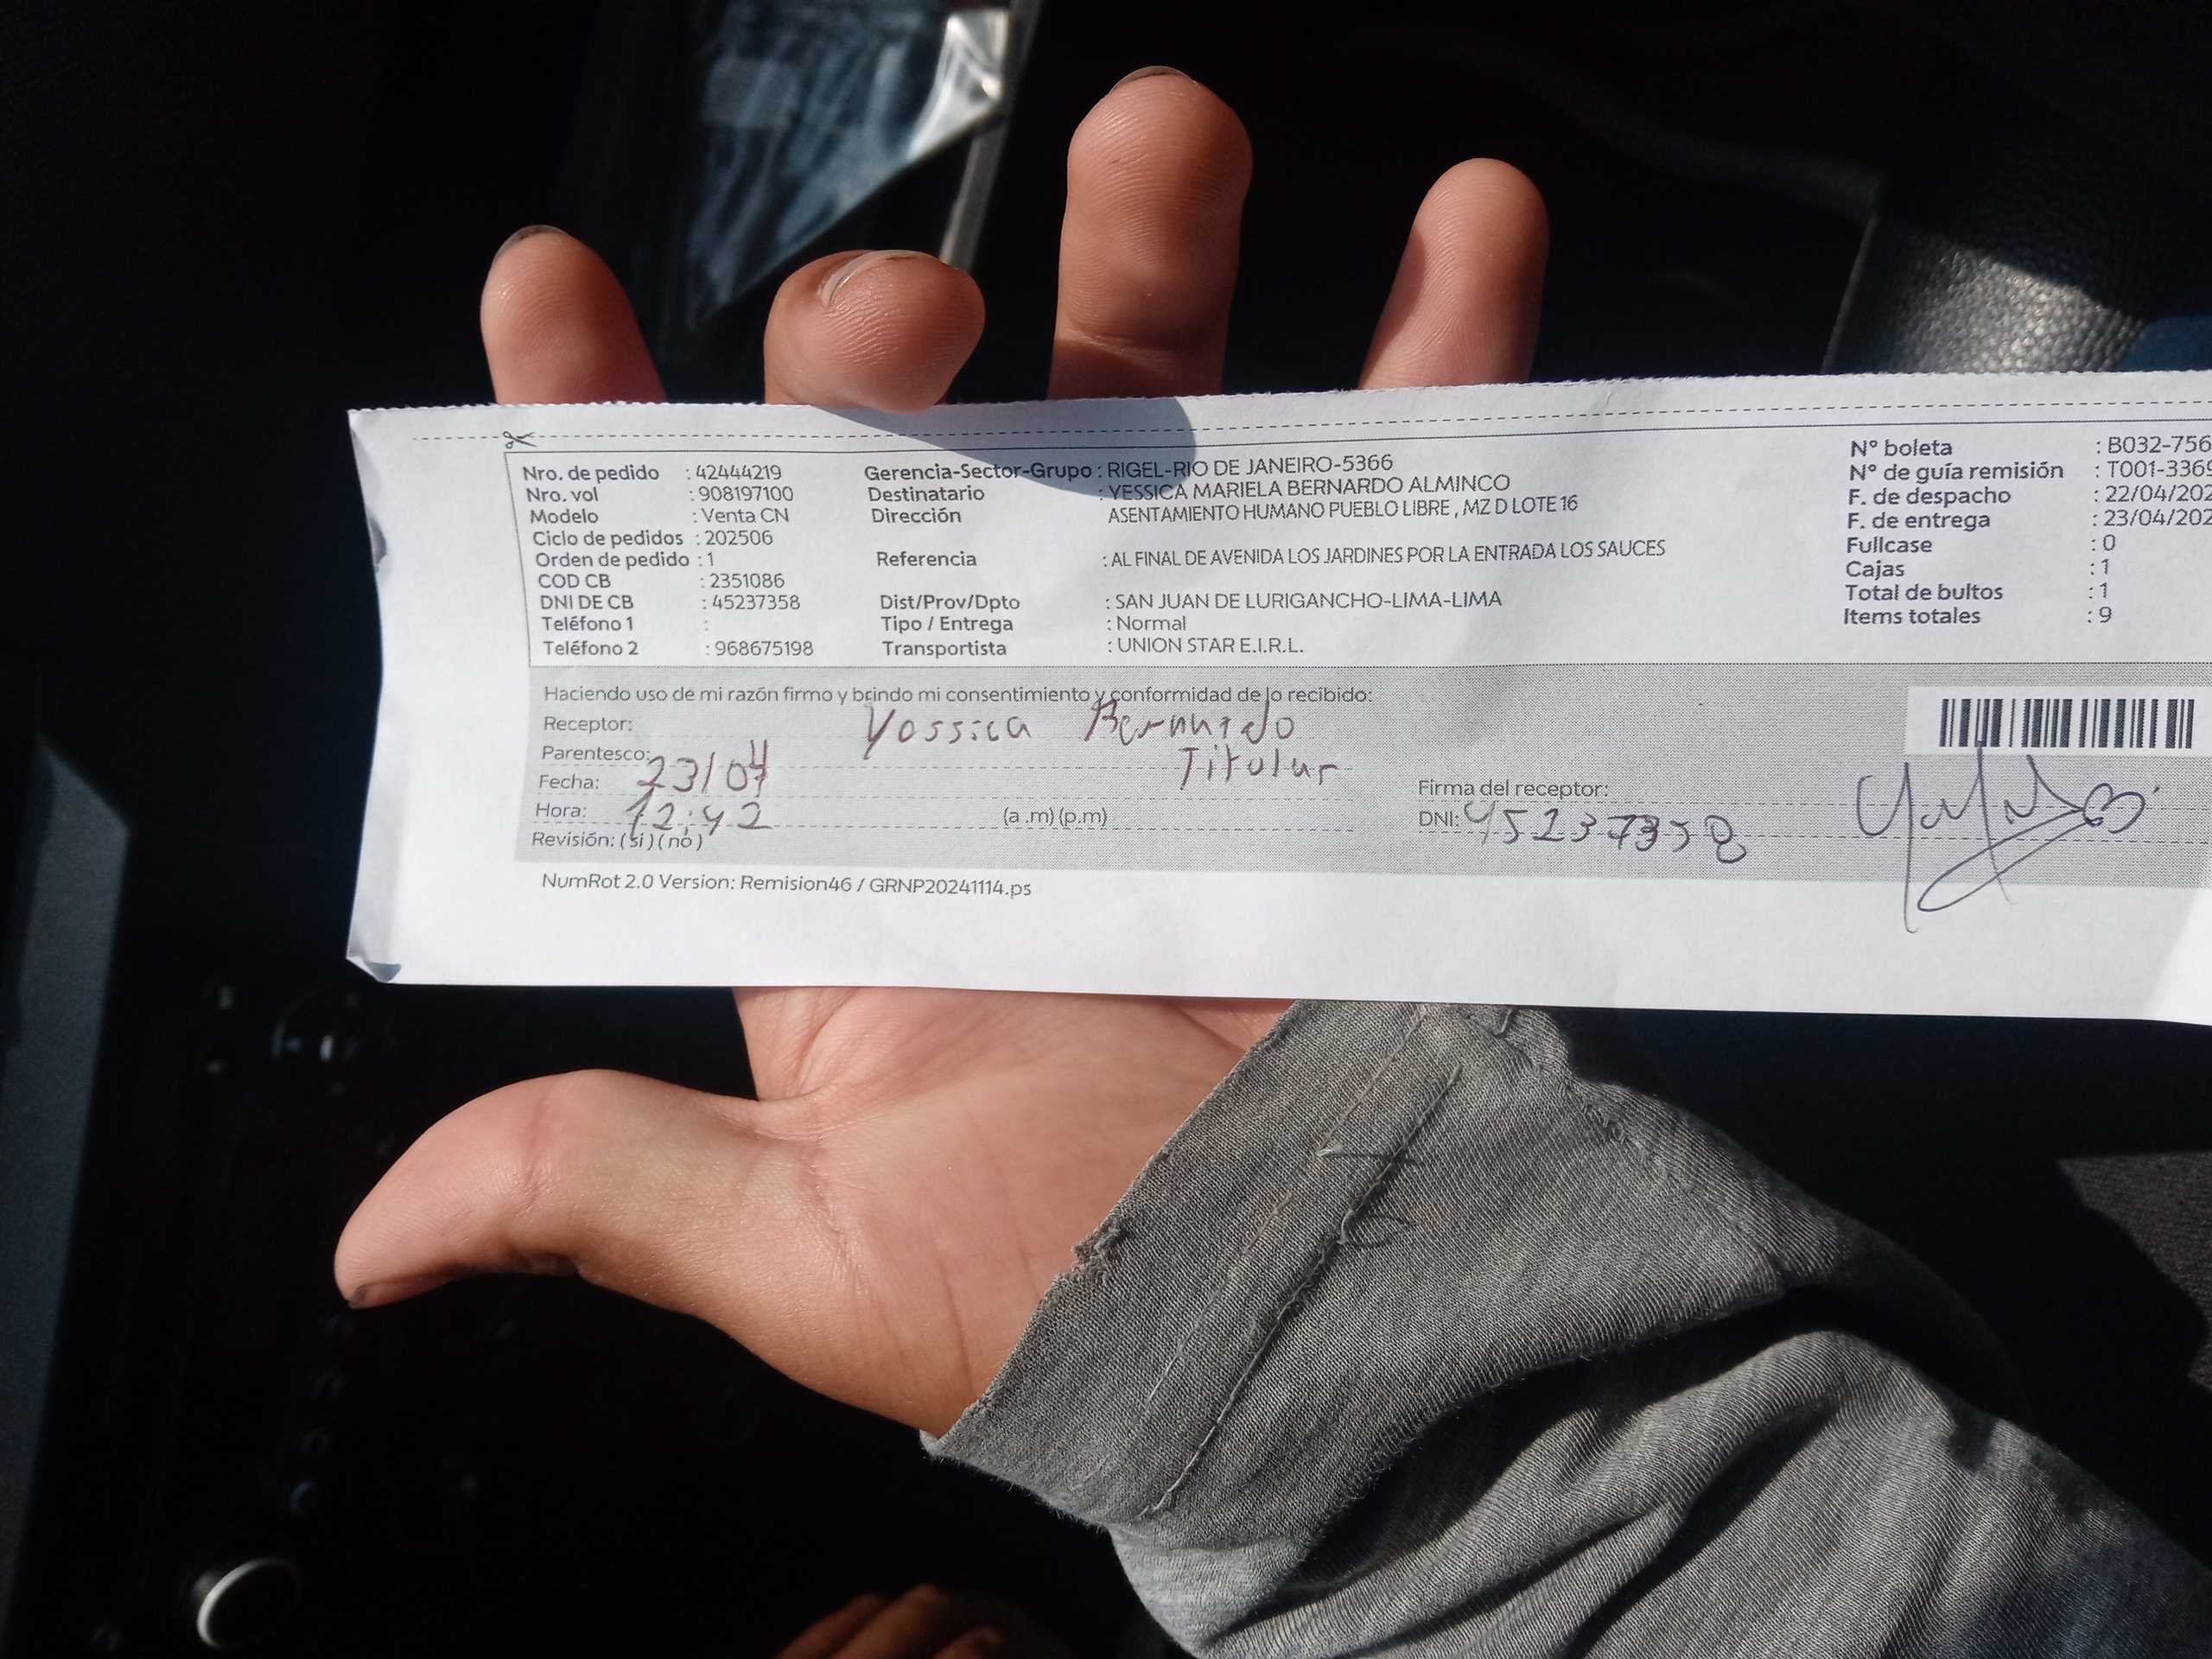 Nro. de pedido : 42444219
Nro. vol : 908197100
Modelo : Venta CN
Ciclo de pedidos : 202506
Orden de pedido : 1
COD CB : 2351086
DNI DE CB : 45237358
Teléfono 1 :
Teléfono 2 : 968675198
Gerencia-Sector-Grupo : RIGEL-RIO DE JANEIRO-5366
Destinatario : YESSICA MARIELA BERNARDO ALMINCO
Dirección ASENTAMIENTO HUMANO PUEBLO LIBRE , MZ D LOTE 16
Referencia : AL FINAL DE AVENIDA LOS JARDINES POR LA ENTRADA LOS SAUCES
Dist/Prov/Dpto : SAN JUAN DE LURIGANCHO-LIMA-LIMA
Tipo / Entrega : Normal
Transportista : UNION STAR E.I.R.L.
Nº boleta : B032-756
Nº de guía remisión : T001-3369
F. de despacho : 22/04/202
F. de entrega : 23/04/202
Fullcase : 0
Cajas : 1
Total de bultos : 1
Items totales : 9
Haciendo uso de mi razón firmo y brindo mi consentimiento y conformidad de lo recibido:
Receptor: Yossica Bernardo
Parentesco: Titular
Fecha: 23/04
Hora: 12:42 (a .m) (p.m)
Revisión: ( si ) ( no )
Firma del receptor:
DNI: 45237358
NumRot 2.0 Version: Remision46 / GRNP20241114.ps